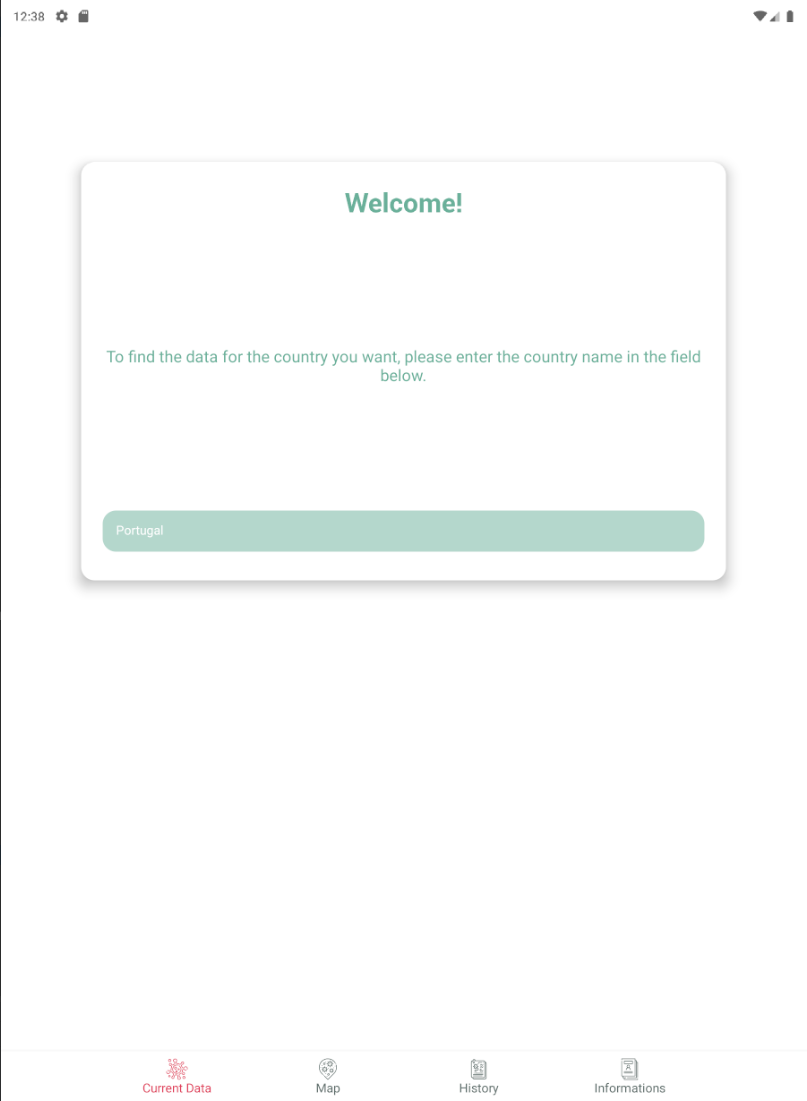 12:38
Welcome!
To find the data for the country you want, please enter the country name in the field
below.
Portugal
Current Data
Map
History
Informations